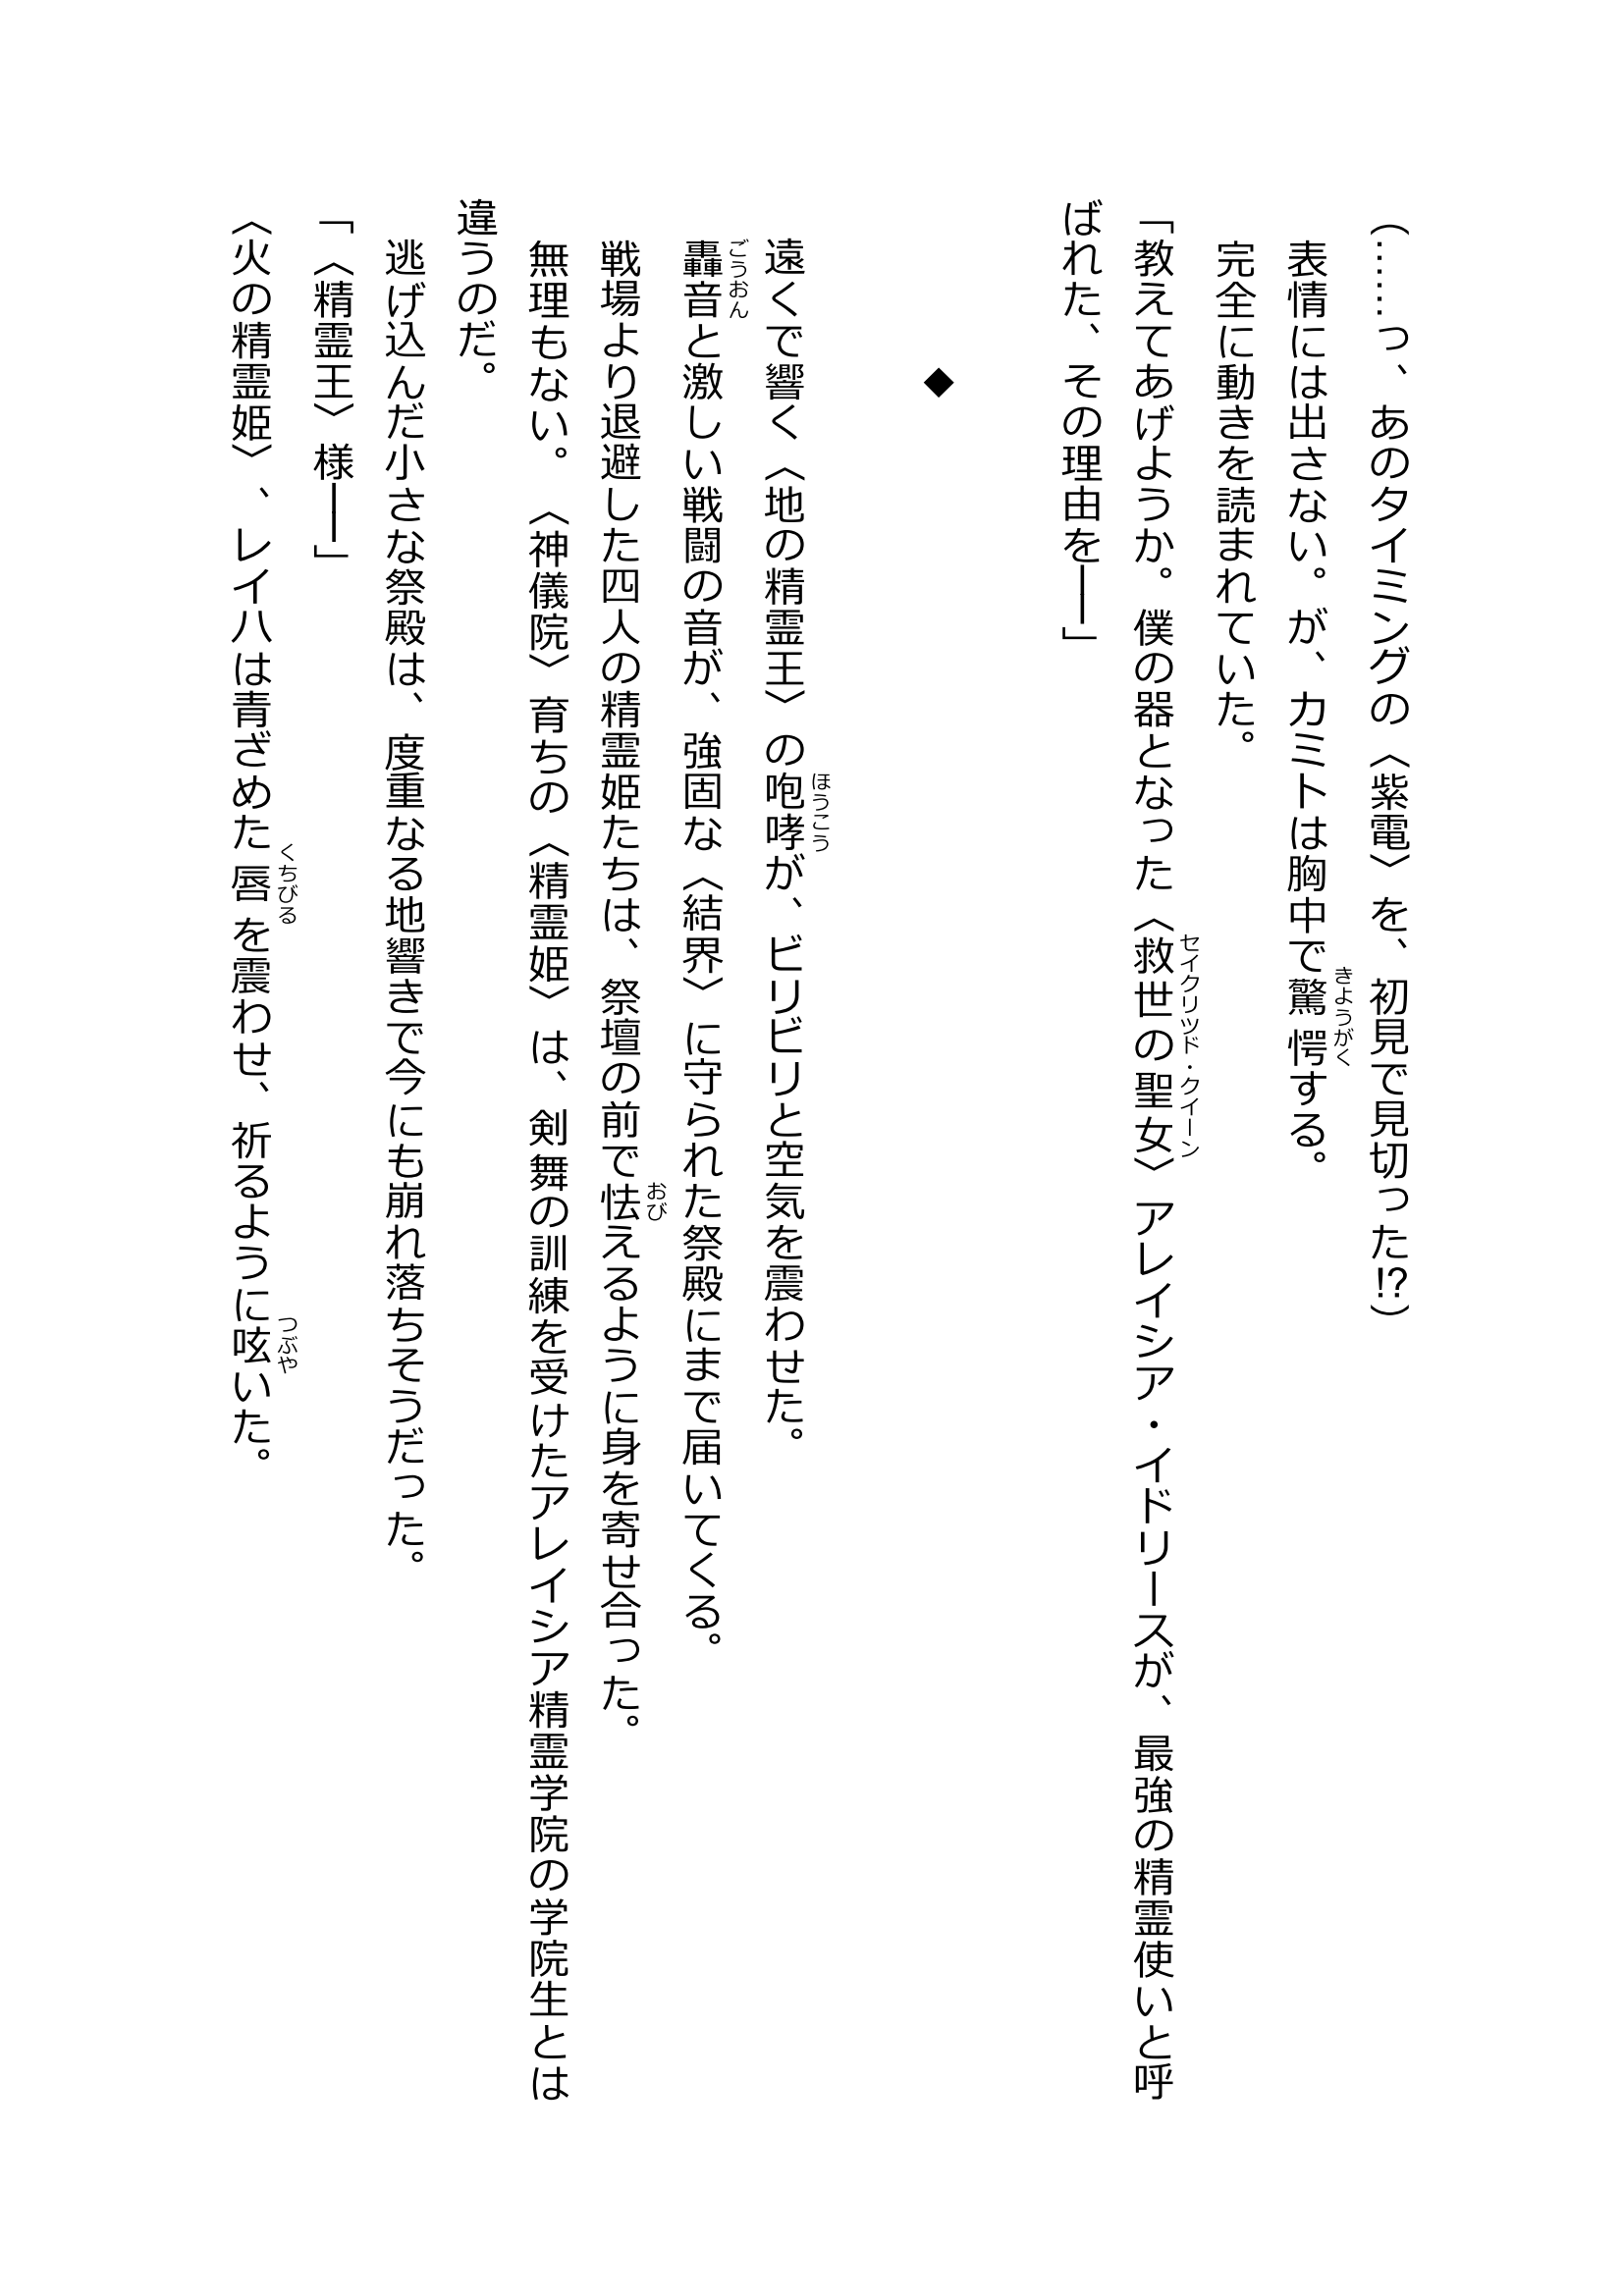 (……っ、あのタイミングの〈紫電〉を、初見で見切った!?)
表情には出さない。が、カミトは胸中で驚愕する。
完全に動きを読まれていた。
「教えてあげようか。僕の器となった〈救世の聖女〉アレイシア・イドリースが、最強の精霊使いと呼
ばれた、その理由を――」
◆
遠くで響く〈地の精霊王〉の咆哮が、ビリビリと空気を震わせた。
轟音と激しい戦闘の音が、強固な〈結界〉に守られた祭殿にまで届いてくる。
戦場より退避した四人の精霊姫たちは、祭壇の前で怯えるように身を寄せ合った。
無理もない。〈神儀院〉育ちの〈精霊姫〉は、剣舞の訓練を受けたアレイシア精霊学院の学院生とは
違うのだ。
逃げ込んだ小さな祭殿は、度重なる地響きで今にも崩れ落ちそうだった。
「〈精霊王〉様――」
〈火の精霊姫〉、レイハは青ざめた唇を震わせ、祈るように呟いた。